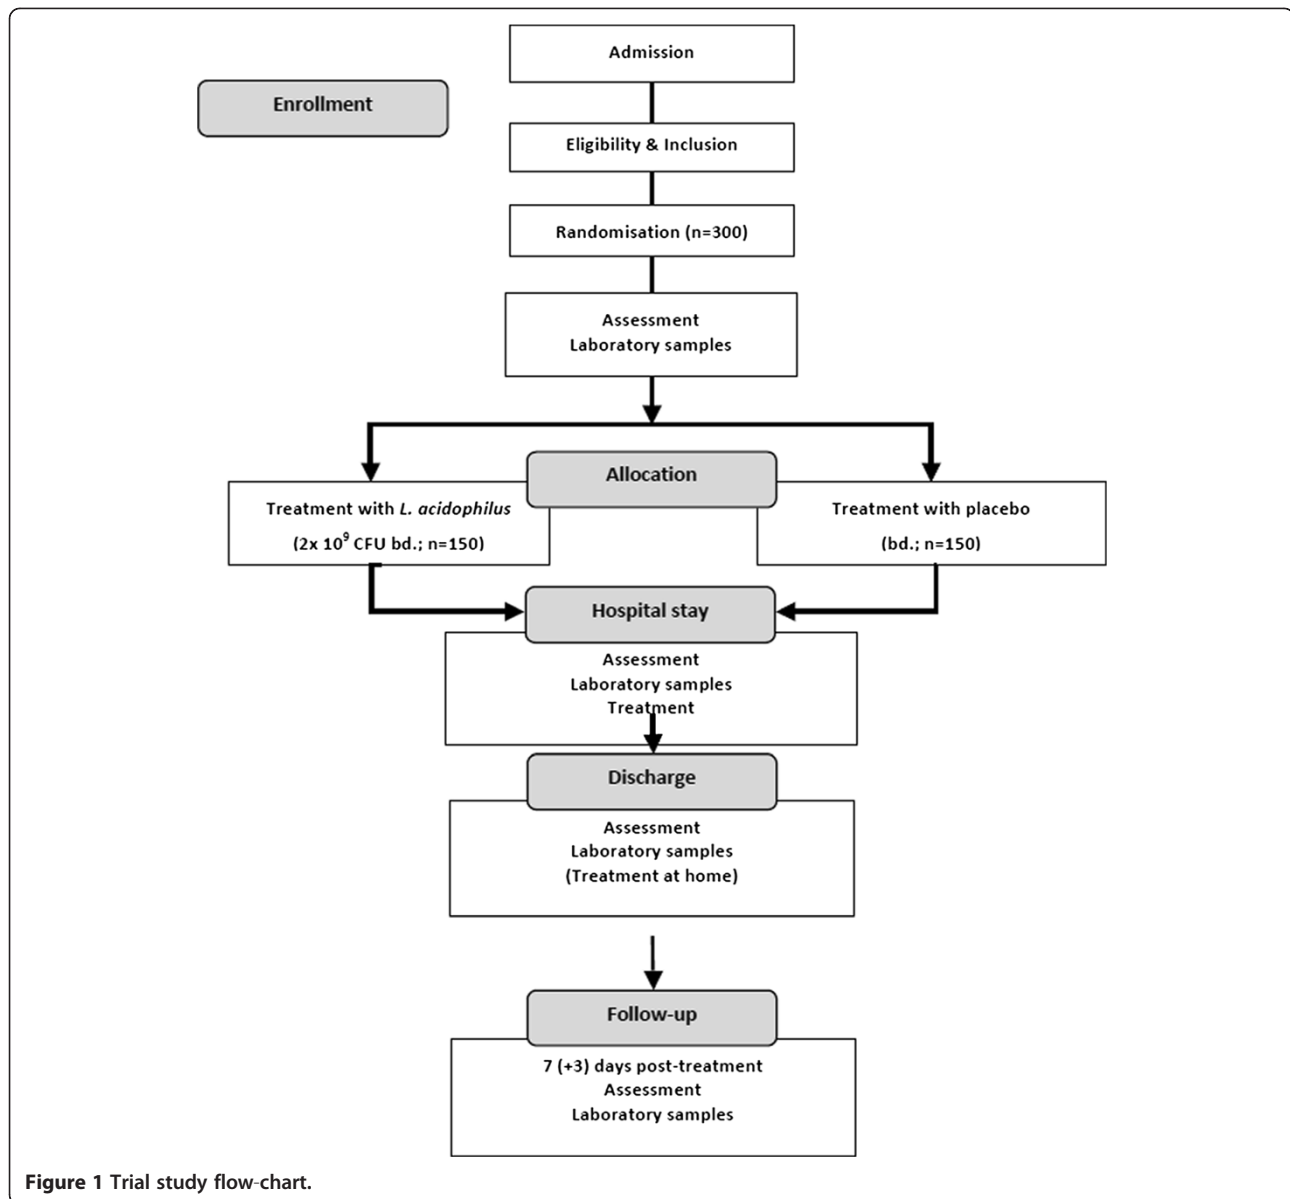 Admission
Enrollment
Eligibility & Inclusion
Randomisation (n=300)
Assessment
Laboratory samples
Allocation
Treatment with L. acidophilus
(2x 10⁹ CFU bd.; n=150)
Treatment with placebo
(bd.; n=150)
Hospital stay
Assessment
Laboratory samples
Treatment
Discharge
Assessment
Laboratory samples
(Treatment at home)
Follow-up
7 (+3) days post-treatment
Assessment
Laboratory samples
Figure 1 Trial study flow-chart.